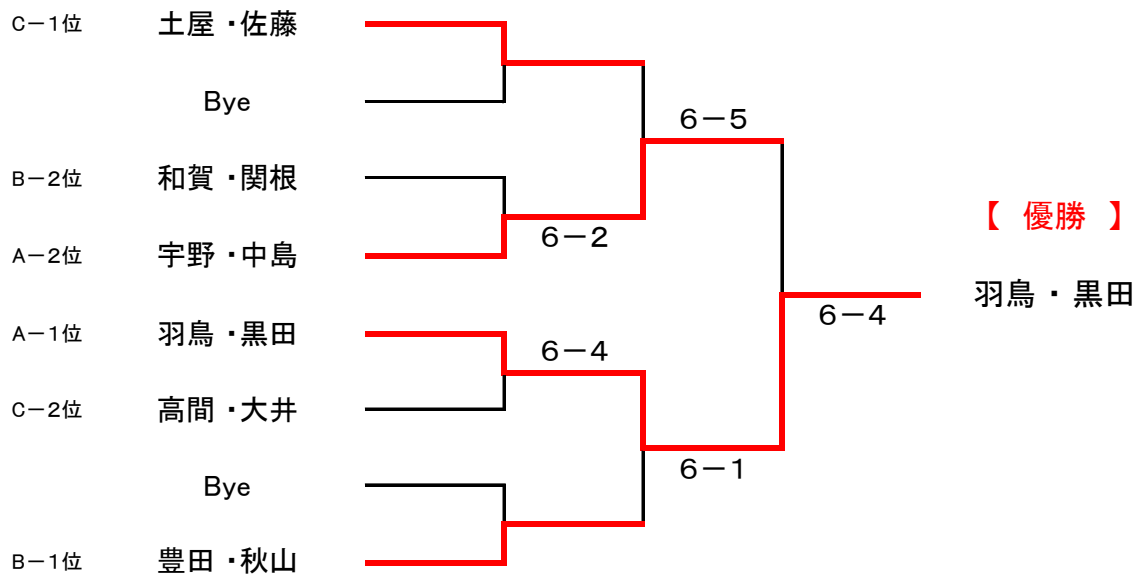 C－1位 土屋 ・佐藤
Bye
6－5
B－2位 和賀 ・関根
【 優勝 】
6－2
A－2位 宇野 ・中島
羽鳥 ・ 黒田
6－4
A－1位 羽鳥 ・黒田
6－4
C－2位 高間 ・大井
6－1
Bye
B－1位 豊田 ・秋山